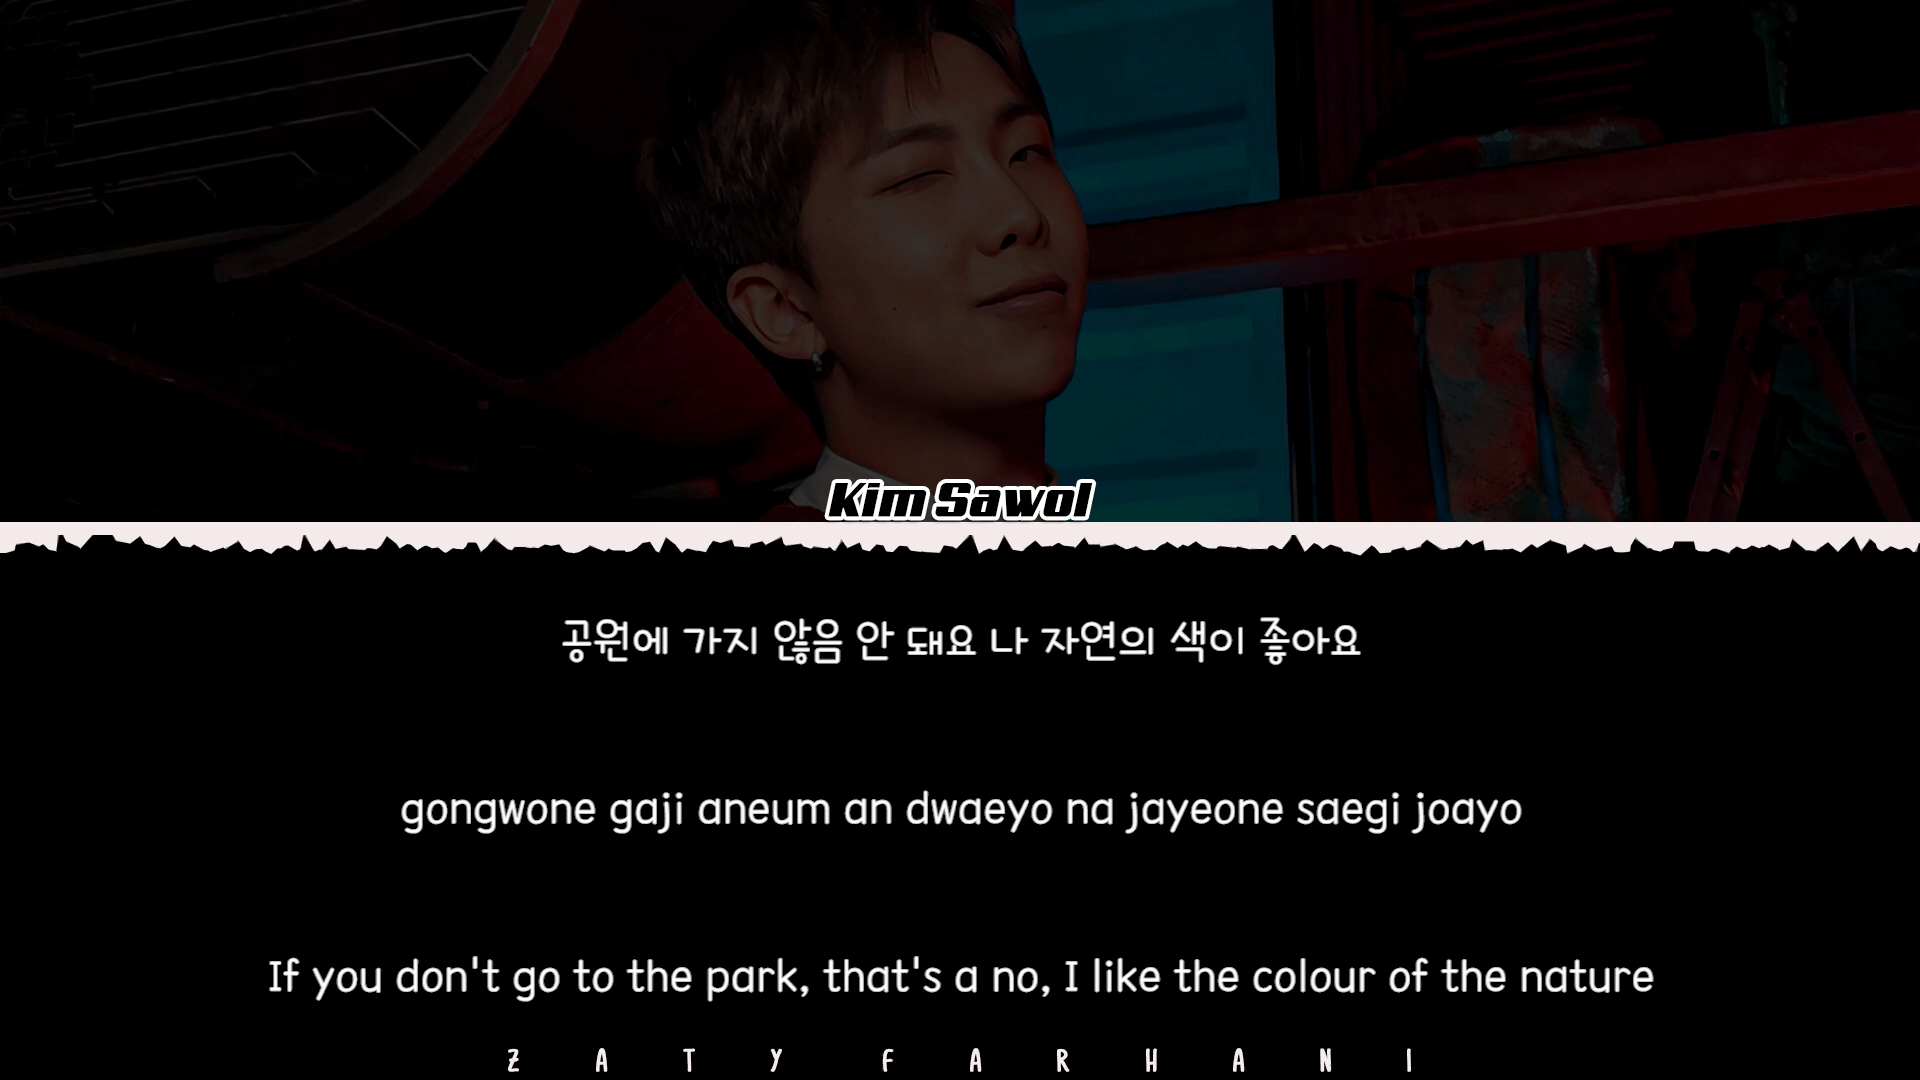 Kim Sawol
공원에 가지 않음 안 돼요 나 자연의 색이 좋아요
gongwone gaji aneum an dwaeyo na jayeone saegi joayo
If you don't go to the park, that's a no, I like the colour of the nature
ZATY FARHANI